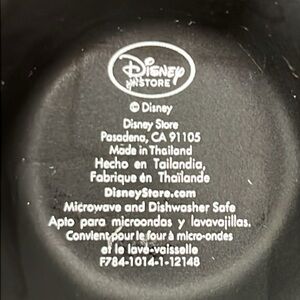 Disney
STORE
© Disney
Disney Store
Pasadena, CA 91105
Made in Thailand
Hecho en Tailandia,
Fabriqué en Thaïlande
DisneyStore.com
Microwave and Dishwasher Safe
Apto para microondas y lavavajillas.
Convient pour le four à micro-ondes
et le lave-vaisselle
F784-1014-1-12148